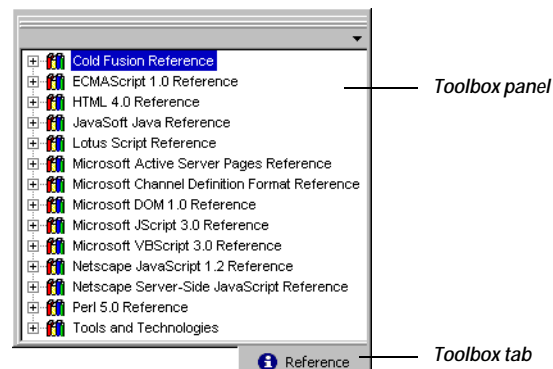 Cold Fusion Reference
ECMAScript 1.0 Reference
HTML 4.0 Reference
Toolbox panel
JavaSoft Java Reference
Lotus Script Reference
Microsoft Active Server Pages Reference
Microsoft Channel Definition Format Reference
Microsoft DOM 1.0 Reference
Microsoft JScript 3.0 Reference
Microsoft VBScript 3.0 Reference
Netscape JavaScript 1.2 Reference
Netscape Server-Side JavaScript Reference
Perl 5.0 Reference
Tools and Technologies
Reference
Toolbox tab